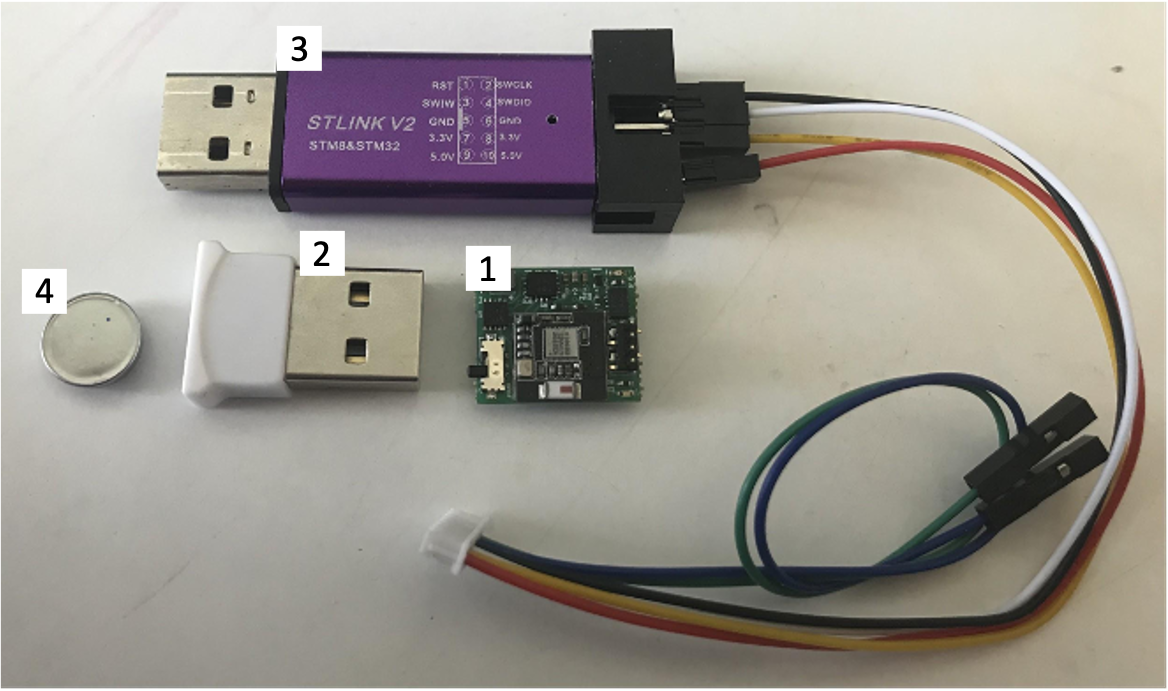 3
RST 1 2 SWCLK
SWIW 3 4 SWDIO
GND 5 6 GND
3.3V 7 8 3.3V
5.0V 9 10 5.0V
STLINK V2
STM8&STM32
2
1
4